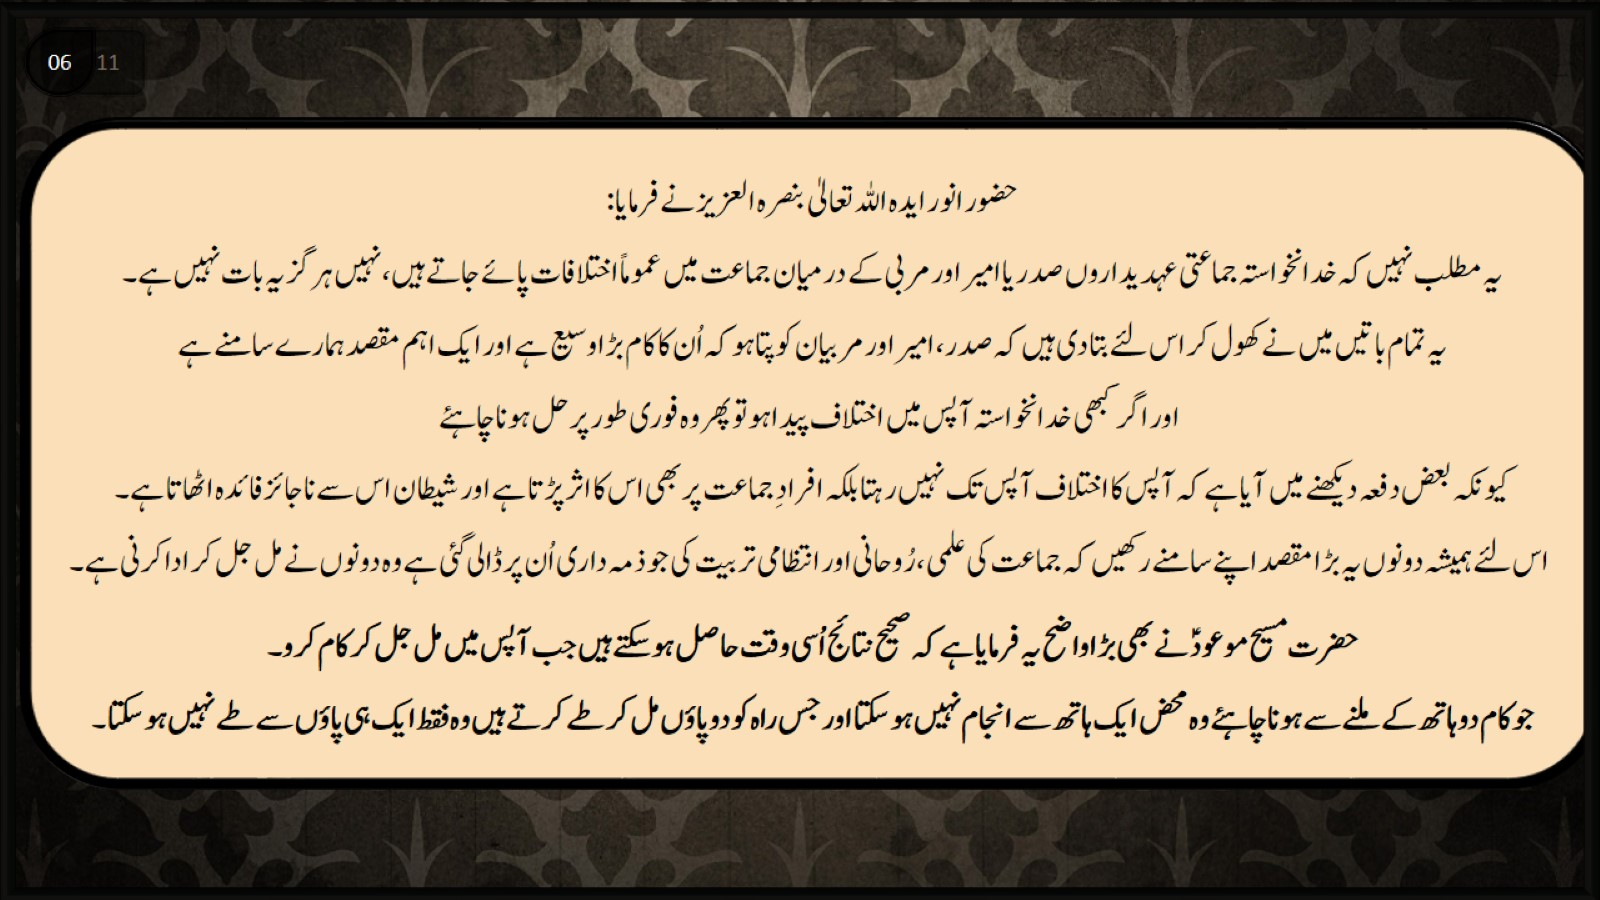 06 11
حضور انور ایدہ اللہ تعالیٰ بنصرہ العزیز نے فرمایا:
یہ مطلب نہیں کہ خدانخواستہ جماعتی عہدیداروں صدر یا امیر اور مربی کے درمیان جماعت میں عموماً اختلافات پائے جاتے ہیں، نہیں ہر گز یہ بات نہیں ہے۔
یہ تمام باتیں میں نے کھول کر اس لئے بتادی ہیں کہ صدر، امیر اور مربیان کو پتا ہو کہ اُن کا کام بڑا وسیع ہے اور ایک اہم مقصد ہمارے سامنے ہے
اور اگر کبھی خدانخواستہ آپس میں اختلاف پیدا ہو تو پھر وہ فوری طور پر حل ہونا چاہئے
کیونکہ بعض دفعہ دیکھنے میں آیا ہے کہ آپس کا اختلاف آپس تک نہیں رہتا بلکہ افرادِ جماعت پر بھی اس کا اثر پڑتا ہے اور شیطان اس سے ناجائز فائدہ اٹھاتا ہے۔
اس لئے ہمیشہ دونوں یہ بڑا مقصد اپنے سامنے رکھیں کہ جماعت کی علمی، رُوحانی اور انتظامی تربیت کی جو ذمہ داری اُن پر ڈالی گئی ہے وہ دونوں نے مل جل کر ادا کرنی ہے۔
حضرت مسیح موعودؑ نے بھی بڑا واضح یہ فرمایا ہے کہ صحیح نتائج اُسی وقت حاصل ہو سکتے ہیں جب آپس میں مل جل کر کام کرو۔
جو کام دو ہاتھ کے ملنے سے ہونا چاہئے وہ محض ایک ہاتھ سے انجام نہیں ہو سکتا اور جس راہ کو دو پاؤں مل کر طے کرتے ہیں وہ فقط ایک ہی پاؤں سے طے نہیں ہو سکتا۔